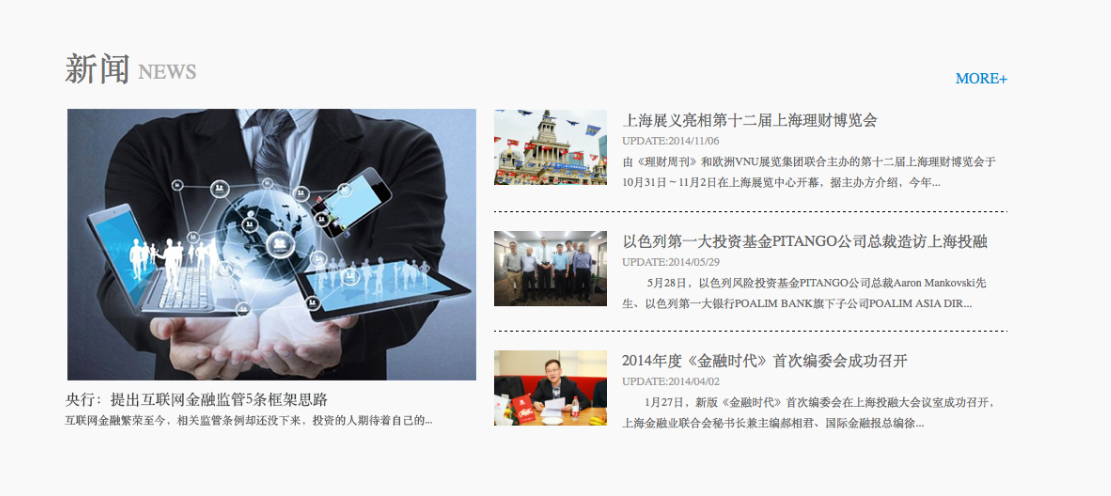 新闻 NEWS
MORE+
央行：提出互联网金融监管5条框架思路
互联网金融繁荣至今，相关监管条例却还没下来，投资的人期待着自己的...
上海展义亮相第十二届上海理财博览会
UPDATE:2014/11/06
由《理财周刊》和欧洲VNU展览集团联合主办的第十二届上海理财博览会于
10月31日～11月2日在上海展览中心开幕，据主办方介绍，今年...
以色列第一大投资基金PITANGO公司总裁造访上海投融
UPDATE:2014/05/29
5月28日，以色列风险投资基金PITANGO公司总裁Aaron Mankovski先
生、以色列第一大银行POALIM BANK旗下子公司POALIM ASIA DIR...
2014年度《金融时代》首次编委会成功召开
UPDATE:2014/04/02
1月27日，新版《金融时代》首次编委会在上海投融大会议室成功召开，
上海金融业联合会秘书长兼主编郝相君、国际金融报总编徐...